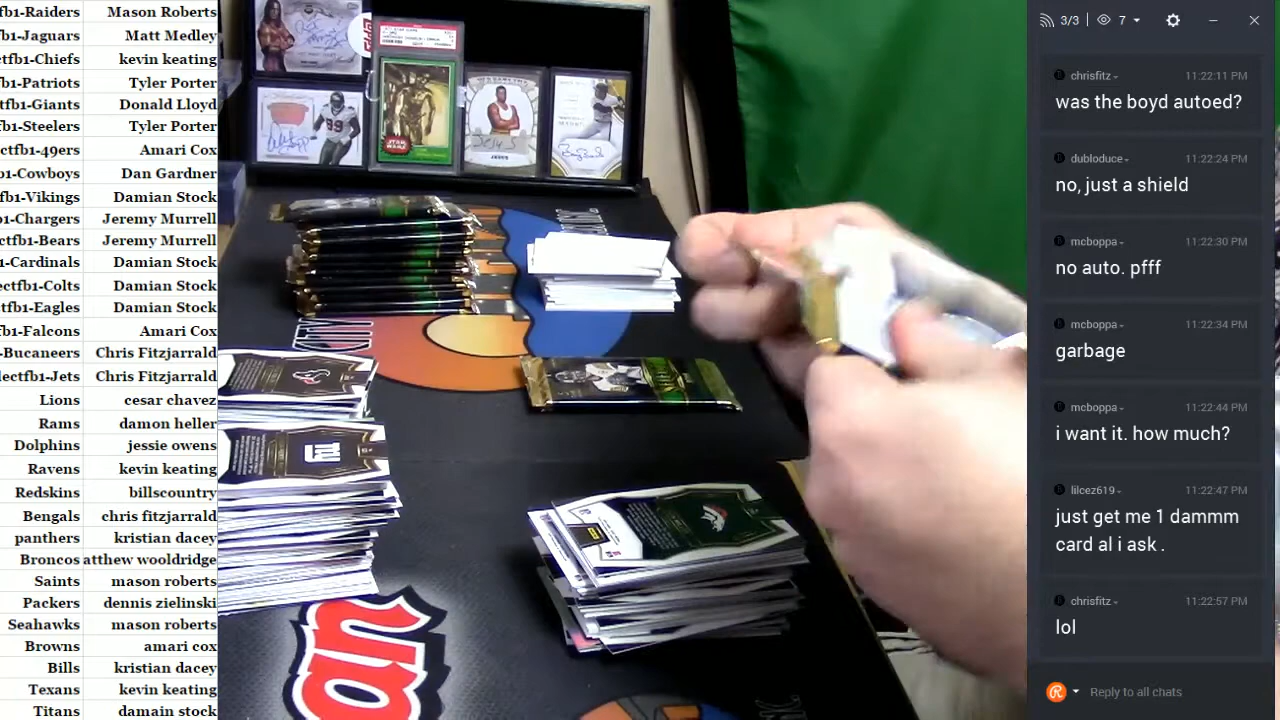 fb1-Raiders Mason Roberts
fb1-Jaguars Matt Medley
ctfb1-Chiefs kevin keating
fb1-Patriots Tyler Porter
ctfb1-Giants Donald Lloyd
fb1-Steelers Tyler Porter
ctfb1-49ers Amari Cox
ctfb1-Cowboys Dan Gardner
fb1-Vikings Damian Stock
b1-Chargers Jeremy Murrell
ctfb1-Bears Jeremy Murrell
b1-Cardinals Damian Stock
ectfb1-Colts Damian Stock
ctfb1-Eagles Damian Stock
fb1-Falcons Amari Cox
-Bucaneers Chris Fitzjarrald
lectfb1-Jets Chris Fitzjarrald
Lions cesar chavez
Rams damon heller
Dolphins jessie owens
Ravens kevin keating
Redskins billscountry
Bengals chris fitzjarrald
panthers kristian dacey
Broncos atthew wooldridge
Saints mason roberts
Packers dennis zielinski
Seahawks mason roberts
Browns amari cox
Bills kristian dacey
Texans kevin keating
Titans damain stock
STAR
WARS
99
3/3 7
chrisfitz 11:22:11 PM
was the boyd autoed?
dubloduce 11:22:24 PM
no, just a shield
mcboppa 11:22:30 PM
no auto. pfff
mcboppa 11:22:34 PM
garbage
mcboppa 11:22:44 PM
i want it. how much?
lilcez619 11:22:47 PM
just get me 1 dammm
card al i ask .
chrisfitz 11:22:57 PM
lol
Reply to all chats